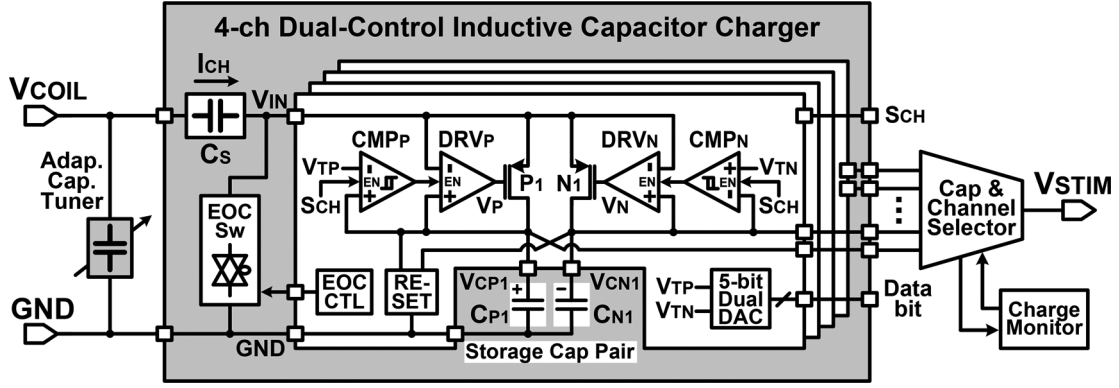 4-ch Dual-Control Inductive Capacitor Charger
ICH
VCOIL
VIN
CS
SCH
Adap.
Cap.
Tuner
CMPP
DRVP
DRVN
CMPN
VTP
EN
EN
P1
N1
EN
EN
VTN
SCH
VP
VN
SCH
Cap &
Channel
Selector
VSTIM
EOC
Sw
EOC
CTL
RE-
SET
VCP1
VCN1
CP1
CN1
+
-
VTP
VTN
5-bit
Dual
DAC
Data
bit
Charge
Monitor
GND
GND
Storage Cap Pair